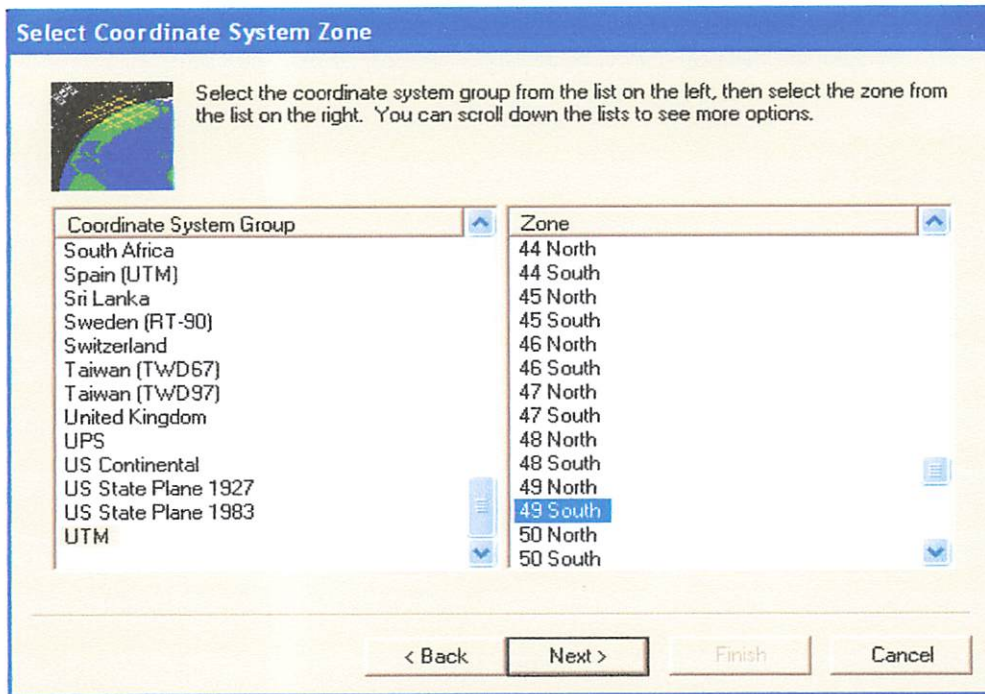 Select Coordinate System Zone
Select the coordinate system group from the list on the left, then select the zone from
the list on the right. You can scroll down the lists to see more options.
Coordinate System Group
South Africa
Spain (UTM)
Sri Lanka
Sweden (RT-90)
Switzerland
Taiwan (TWD67)
Taiwan (TWD97)
United Kingdom
UPS
US Continental
US State Plane 1927
US State Plane 1983
UTM
Zone
44 North
44 South
45 North
45 South
46 North
46 South
47 North
47 South
48 North
48 South
49 North
49 South
50 North
50 South
< Back
Next >
Finish
Cancel